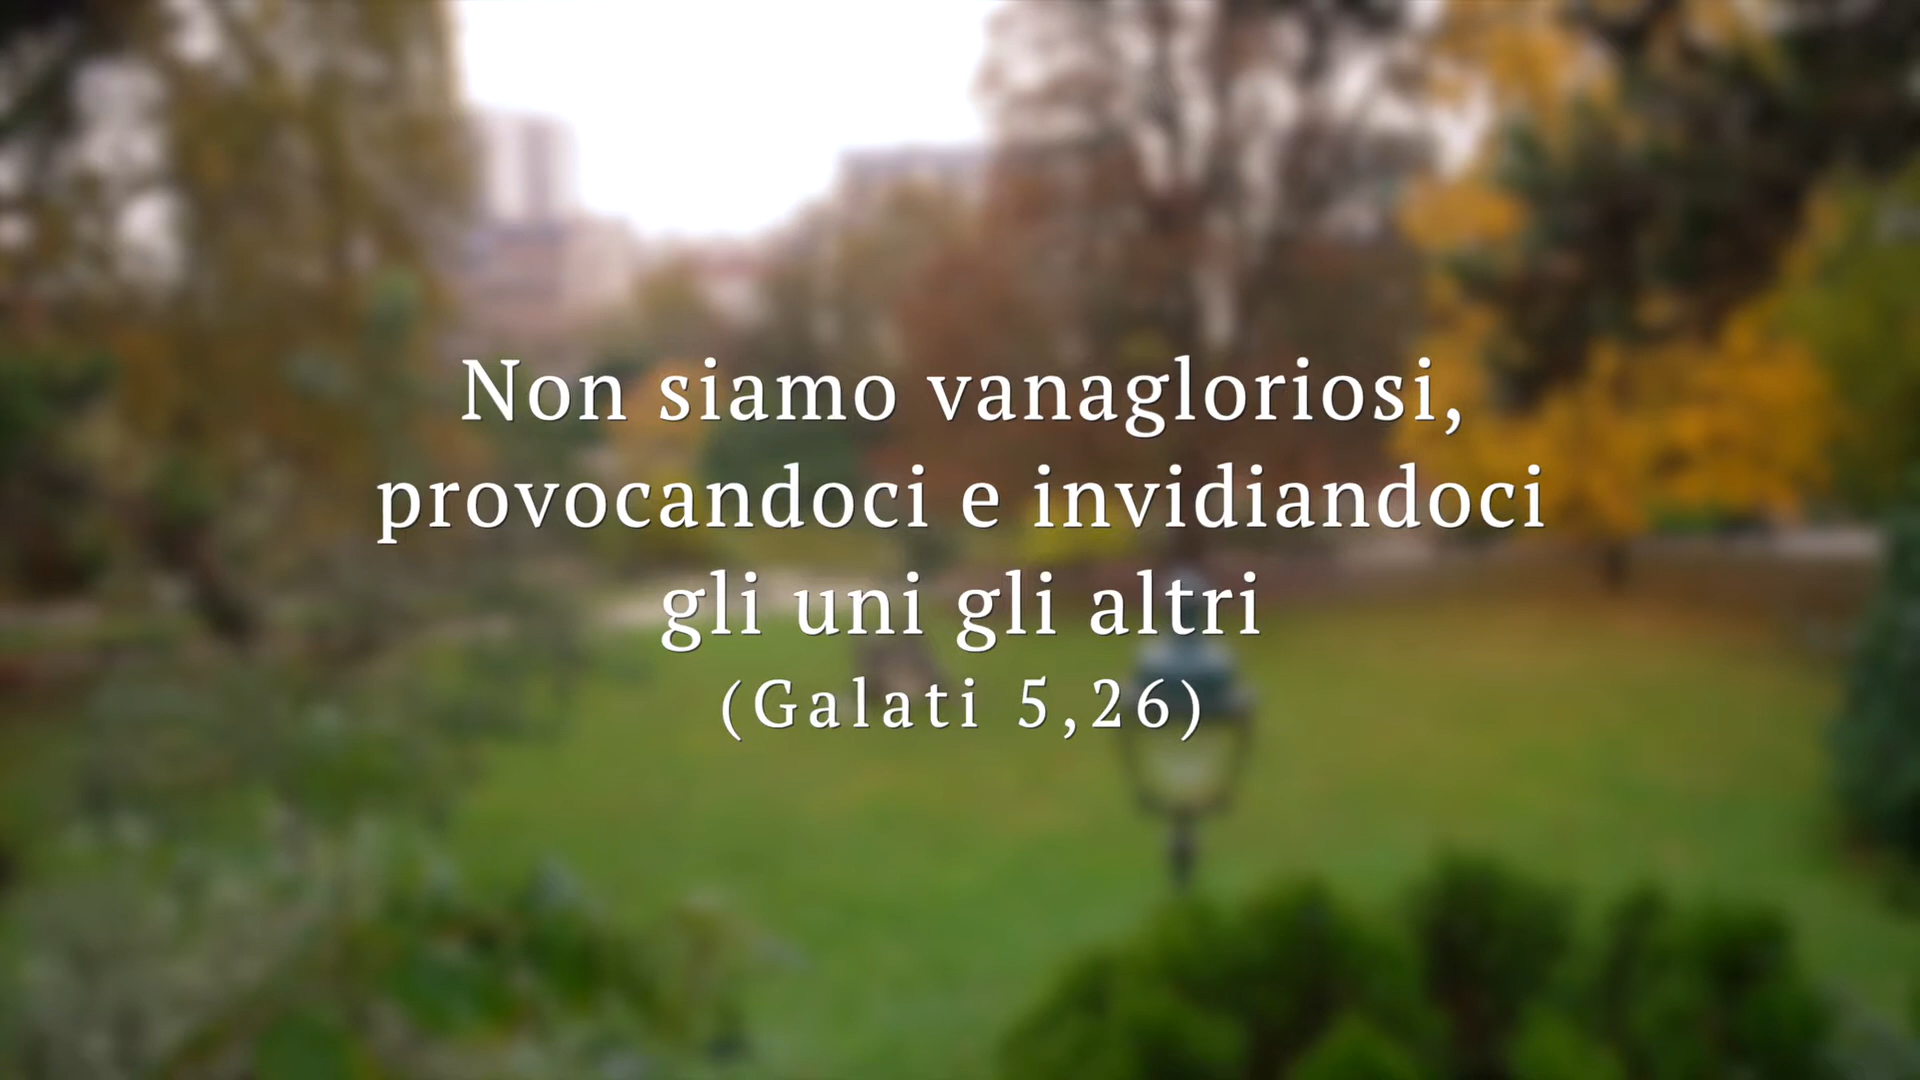 Non siamo vanagloriosi,
provocandoci e invidiandoci
gli uni gli altri
(Galati 5,26)